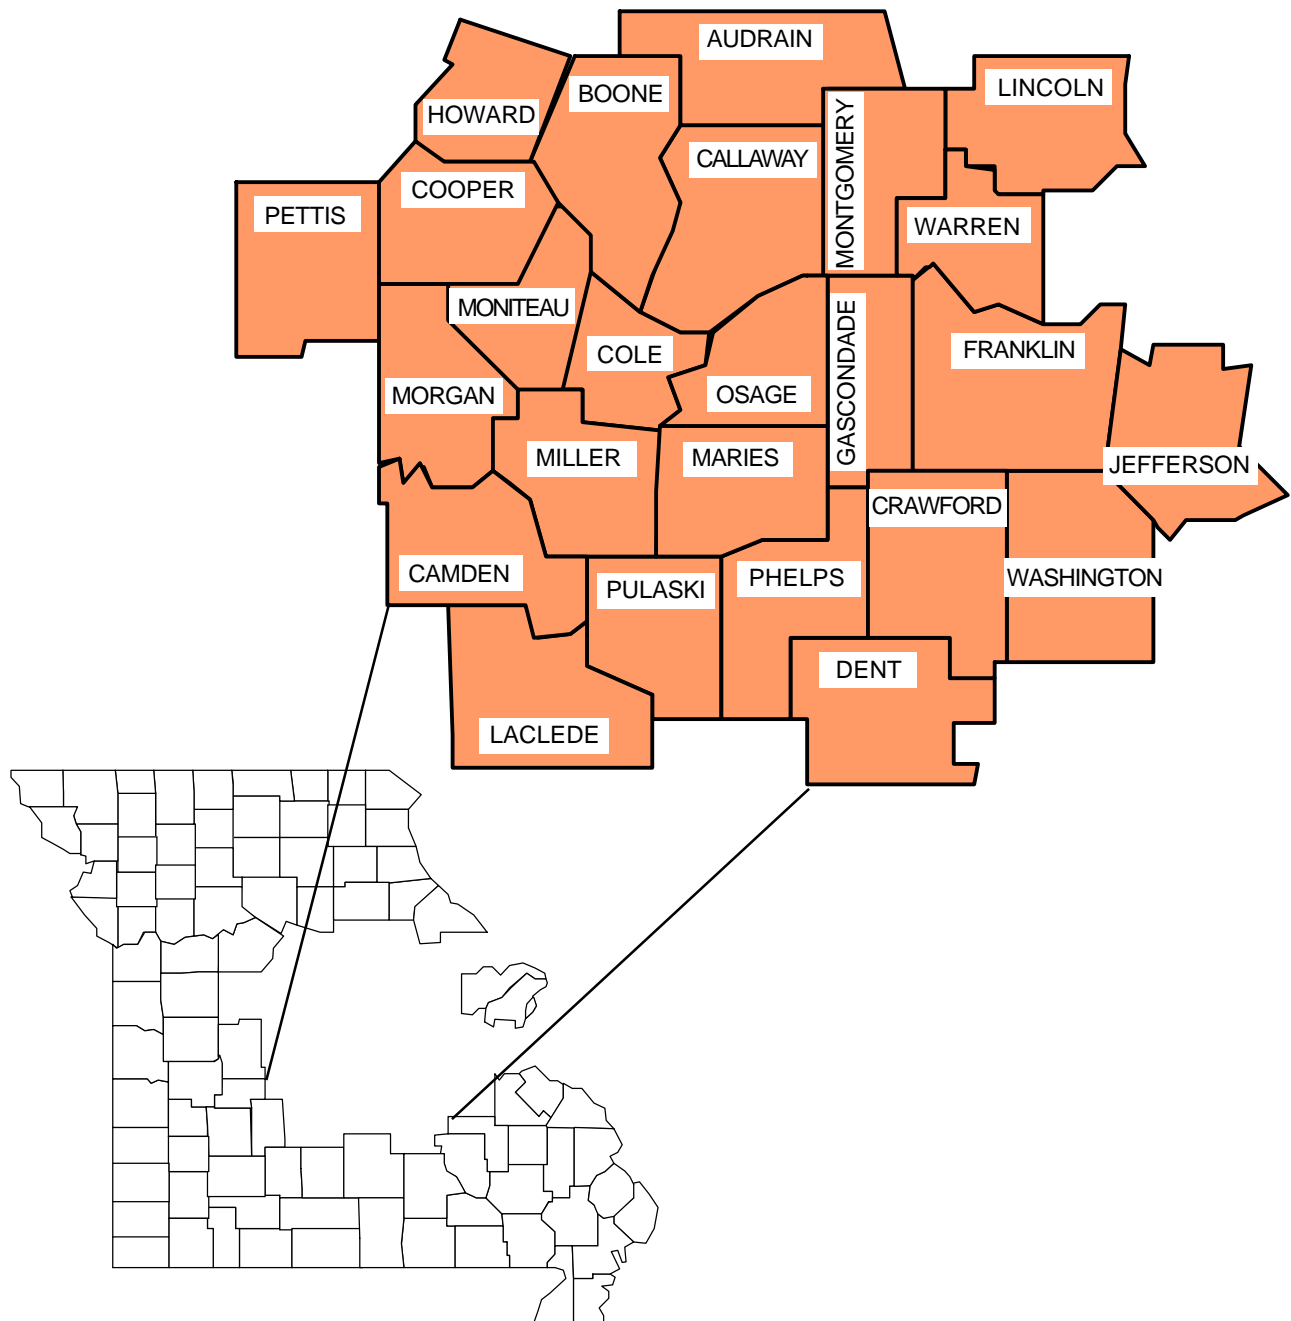 AUDRAIN
LINCOLN
BOONE
HOWARD
CALLAWAY
MONTGOMERY
COOPER
PETTIS
WARREN
MONITEAU
COLE
FRANKLIN
GASCONDADE
MORGAN
OSAGE
MILLER
MARIES
JEFFERSON
CRAWFORD
CAMDEN
PULASKI
PHELPS
WASHINGTON
DENT
LACLEDE